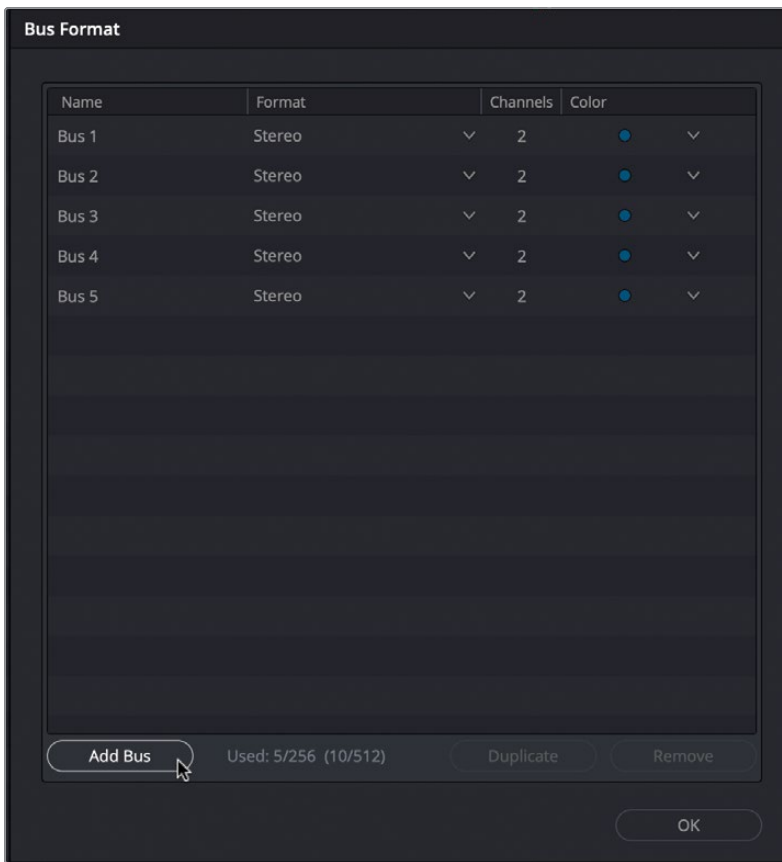 Bus Format
Name Format Channels Color
Bus 1 Stereo 2
Bus 2 Stereo 2
Bus 3 Stereo 2
Bus 4 Stereo 2
Bus 5 Stereo 2
Add Bus Used: 5/256 (10/512) Duplicate Remove
OK